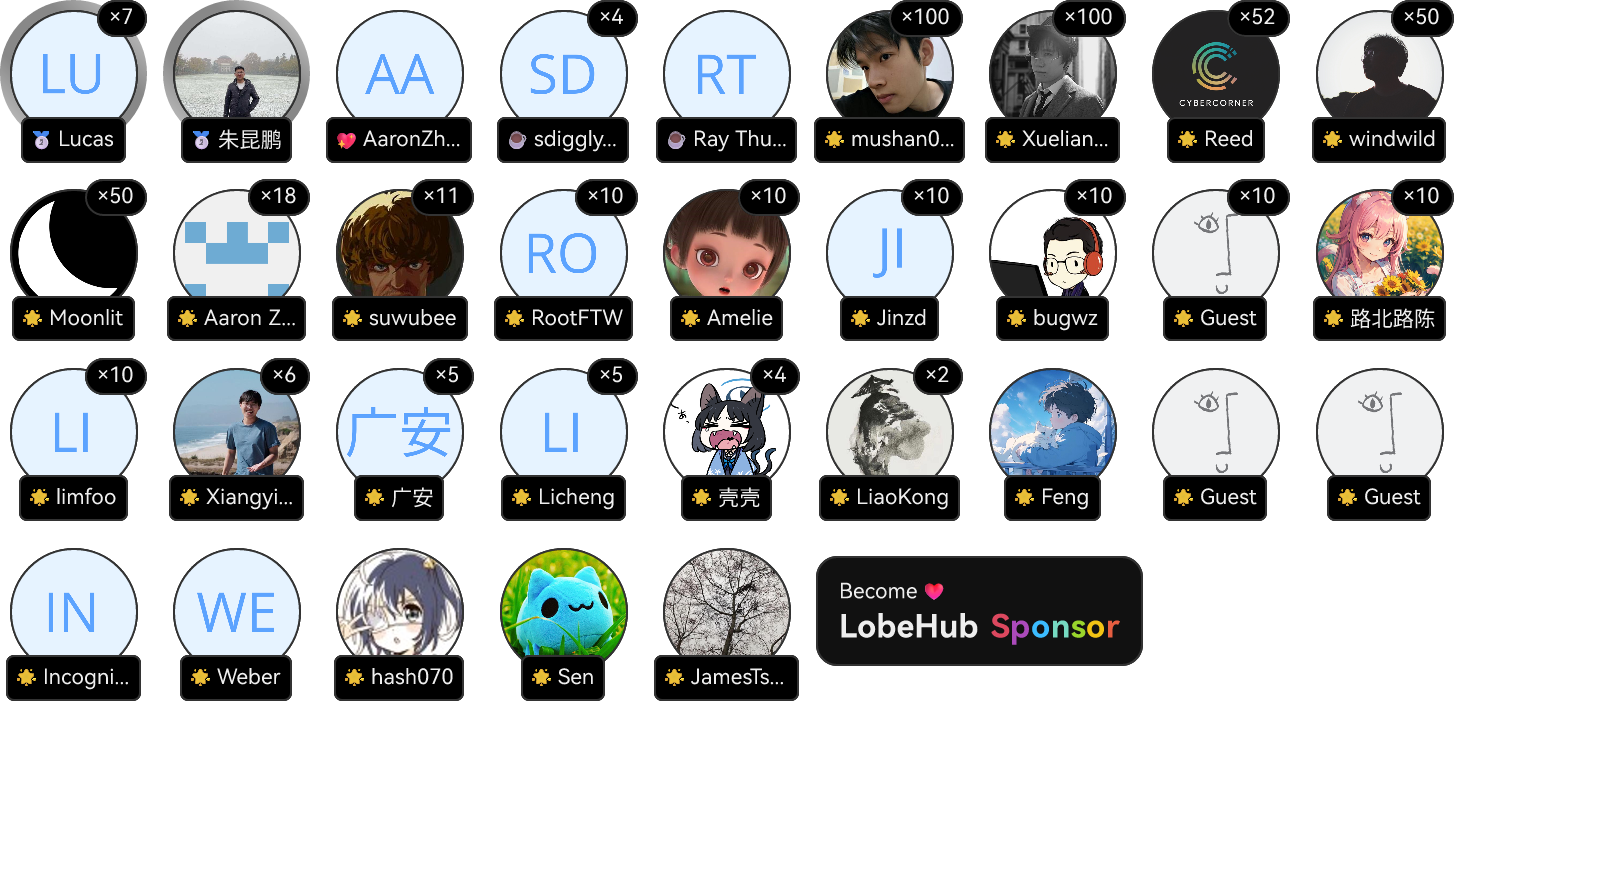 ×7
×4
×100
×100
×52
×50
LU
AA
SD
RT
CYBERCORNER
Lucas
朱昆鹏
AaronZh...
sdiggly...
Ray Thu...
mushan0...
Xuelian...
Reed
windwild
×50
×18
×11
×10
×10
×10
×10
×10
×10
RO
JI
Moonlit
Aaron Z...
suwubee
RootFTW
Amelie
Jinzd
bugwz
Guest
路北路陈
×10
×6
×5
×5
×4
×2
LI
广安
LI
limfoo
Xiangyi...
广安
Licheng
壳壳
LiaoKong
Feng
Guest
Guest
IN
WE
Incogni...
Weber
hash070
Sen
JamesTs...
Become
LobeHub Sponsor